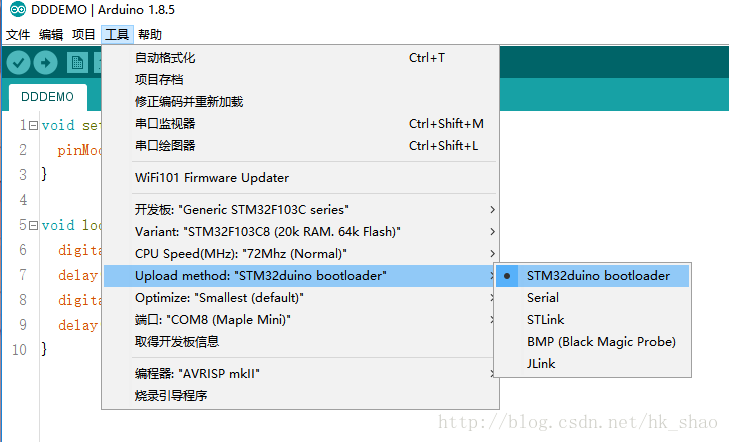 DDDEMO | Arduino 1.8.5
文件 编辑 项目 工具 帮助
DDDEMO
自动格式化 Ctrl+T
项目存档
修正编码并重新加载
串口监视器 Ctrl+Shift+M
串口绘图器 Ctrl+Shift+L
WiFi101 Firmware Updater
开发板: "Generic STM32F103C series"
Variant: "STM32F103C8 (20k RAM. 64k Flash)"
CPU Speed(MHz): "72Mhz (Normal)"
Upload method: "STM32duino bootloader"
Optimize: "Smallest (default)"
端口: "COM8 (Maple Mini)"
取得开发板信息
编程器: "AVRISP mkII"
烧录引导程序
STM32duino bootloader
Serial
STLink
BMP (Black Magic Probe)
JLink
1 void set
2 pinMod
3 }
4
5 void loo
6 digita
7 delay
8 digita
9 delay
10 }
http://blog.csdn.net/hk_shao